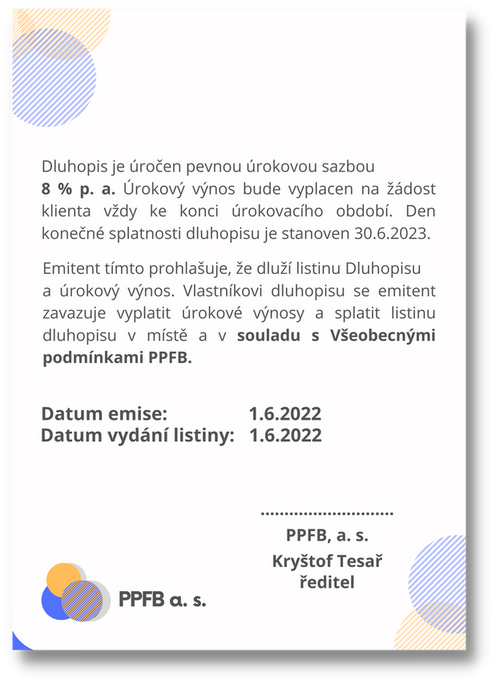 Dluhopis je úročen pevnou úrokovou sazbou
8 % p. a. Úrokový výnos bude vyplacen na žádost
klienta vždy ke konci úrokovacího období. Den
konečné splatnosti dluhopisu je stanoven 30.6.2023.
Emitent tímto prohlašuje, že dluží listinu Dluhopisu
a úrokový výnos. Vlastníkovi dluhopisu se emitent
zavazuje vyplatit úrokové výnosy a splatit listinu
dluhopisu v místě a v souladu s Všeobecnými
podmínkami PPFB.
Datum emise: 1.6.2022
Datum vydání listiny: 1.6.2022
............................
PPFB, a. s.
Kryštof Tesař
ředitel
PPFB a. s.